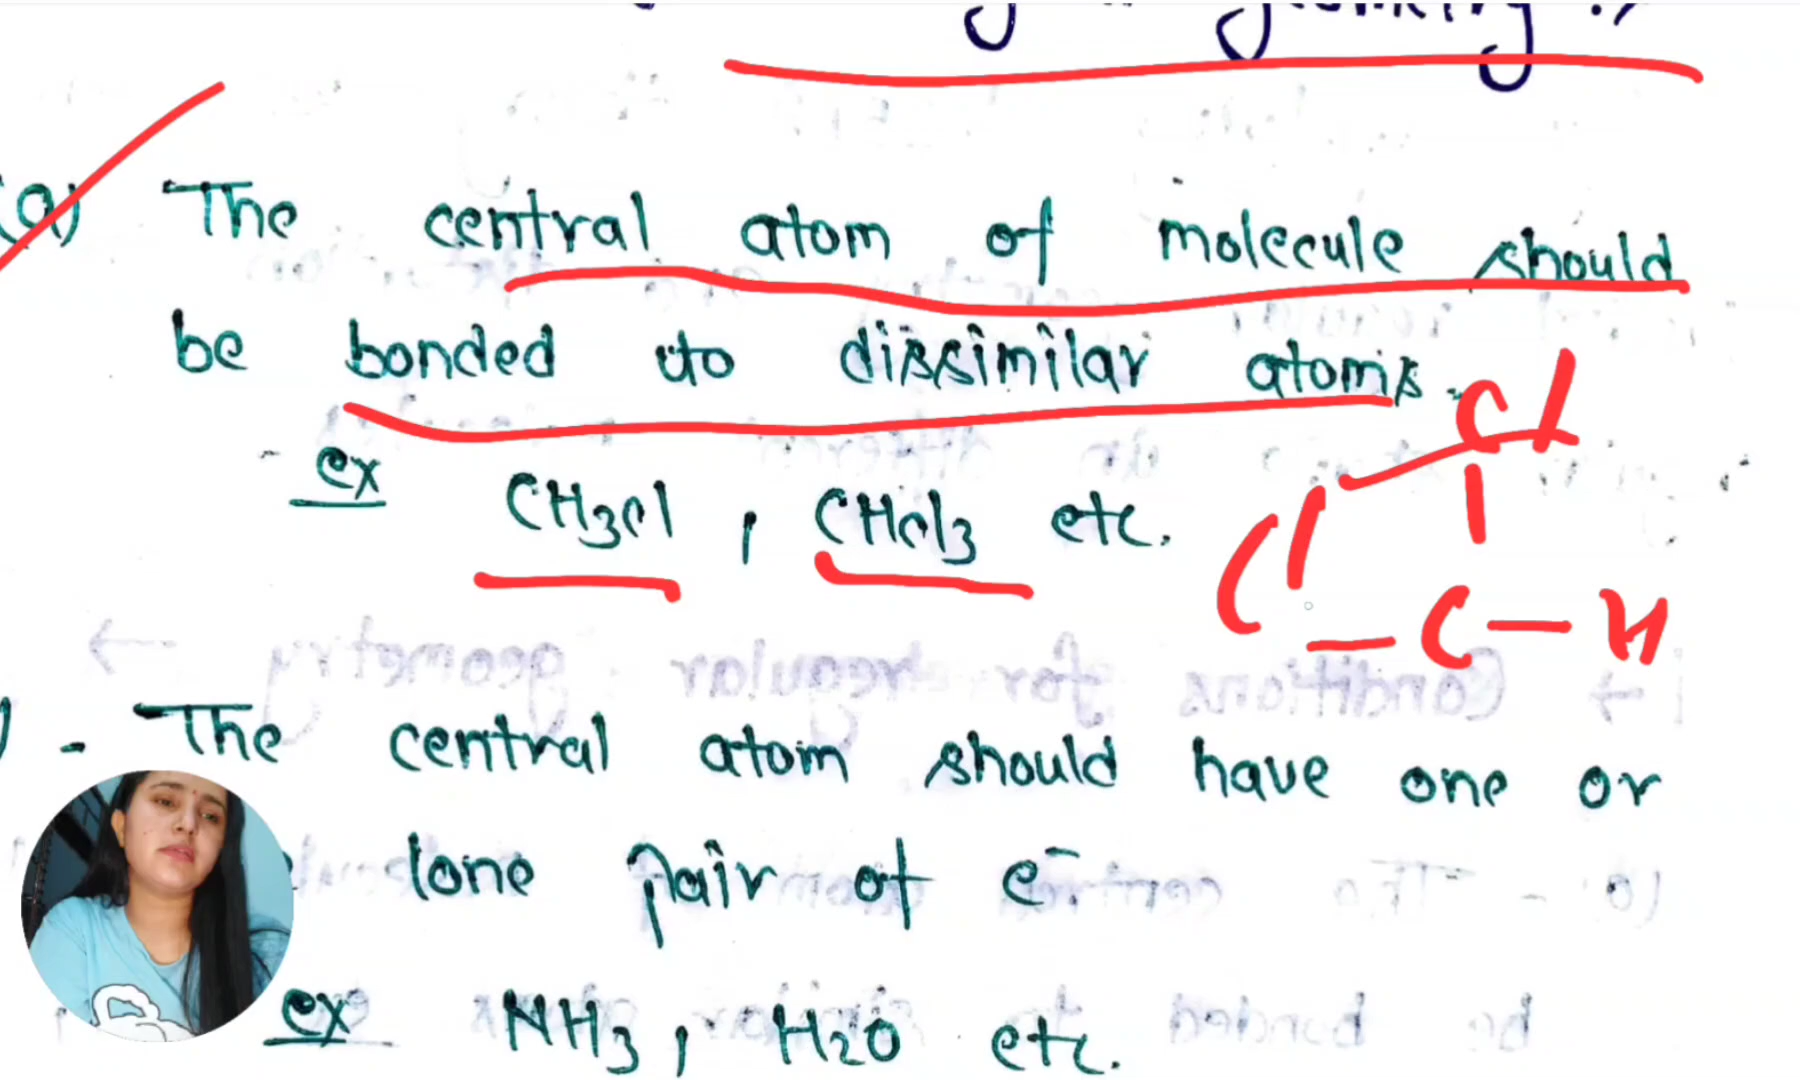 (a) The central atom of molecule should
be bonded to dissimilar atoms.
ex CH3Cl, CHCl3 etc.
Cl
Cl — C — H
- The central atom should have one or
lone pair of e-
ex NH3, H2O etc.